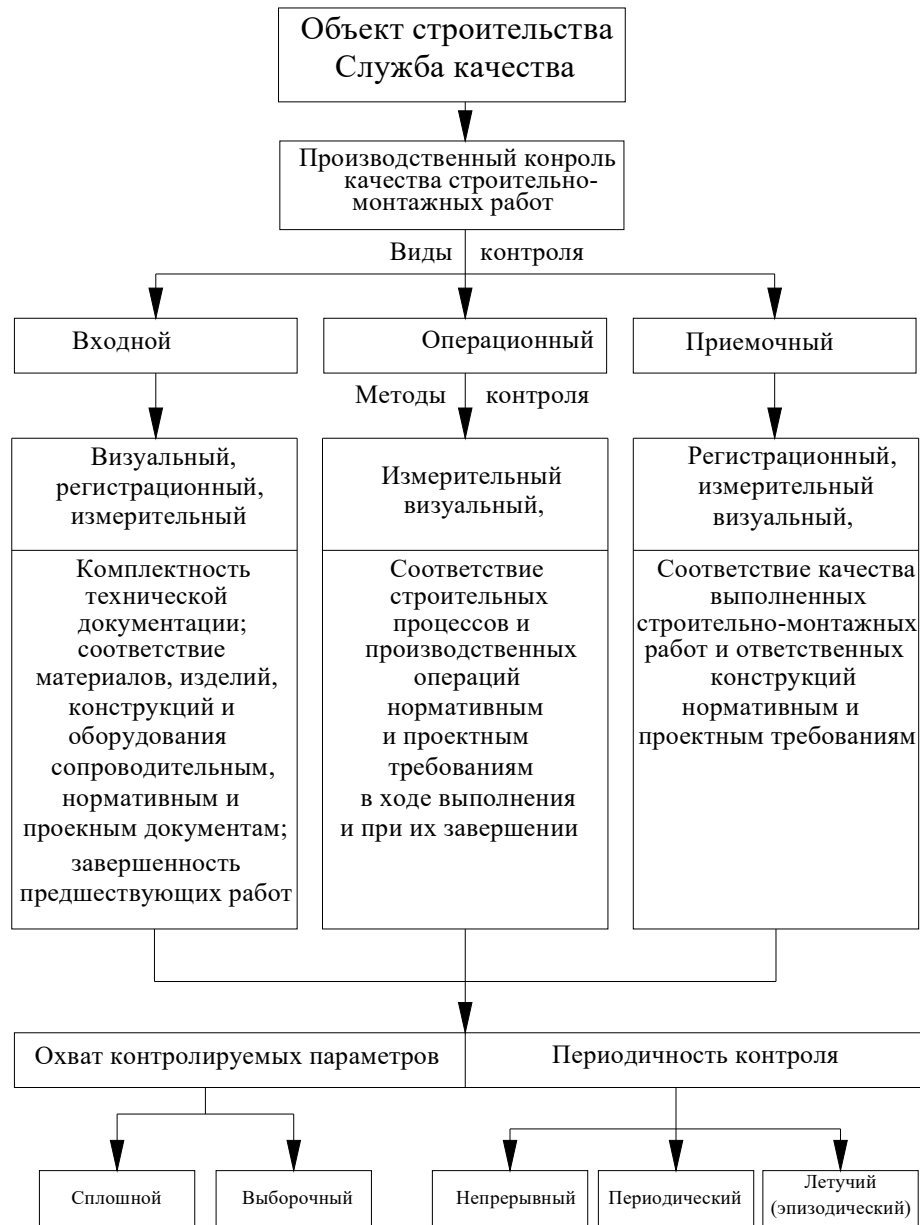 Объект строительства
Служба качества
Производственный конроль
качества строительно-
монтажных работ
Виды контроля
Входной
Операционный
Приемочный
Методы контроля
Визуальный,
регистрационный,
измерительный
Измерительный
визуальный,
Регистрационный,
измерительный
визуальный,
Комплектность
технической
документации;
соответствие
материалов, изделий,
конструкций и
оборудования
сопроводительным,
нормативным и
проекным документам;
завершенность
предшествующих работ
Соответствие
строительных
процессов и
производственных
операций
нормативным
и проектным
требованиям
в ходе выполнения
и при их завершении
Соответствие качества
выполненных
строительно-монтажных
работ и ответственных
конструкций
нормативным и
проектным требованиям
Охват контролируемых параметров
Периодичность контроля
Сплошной
Выборочный
Непрерывный
Периодический
Летучий
(эпизодический)